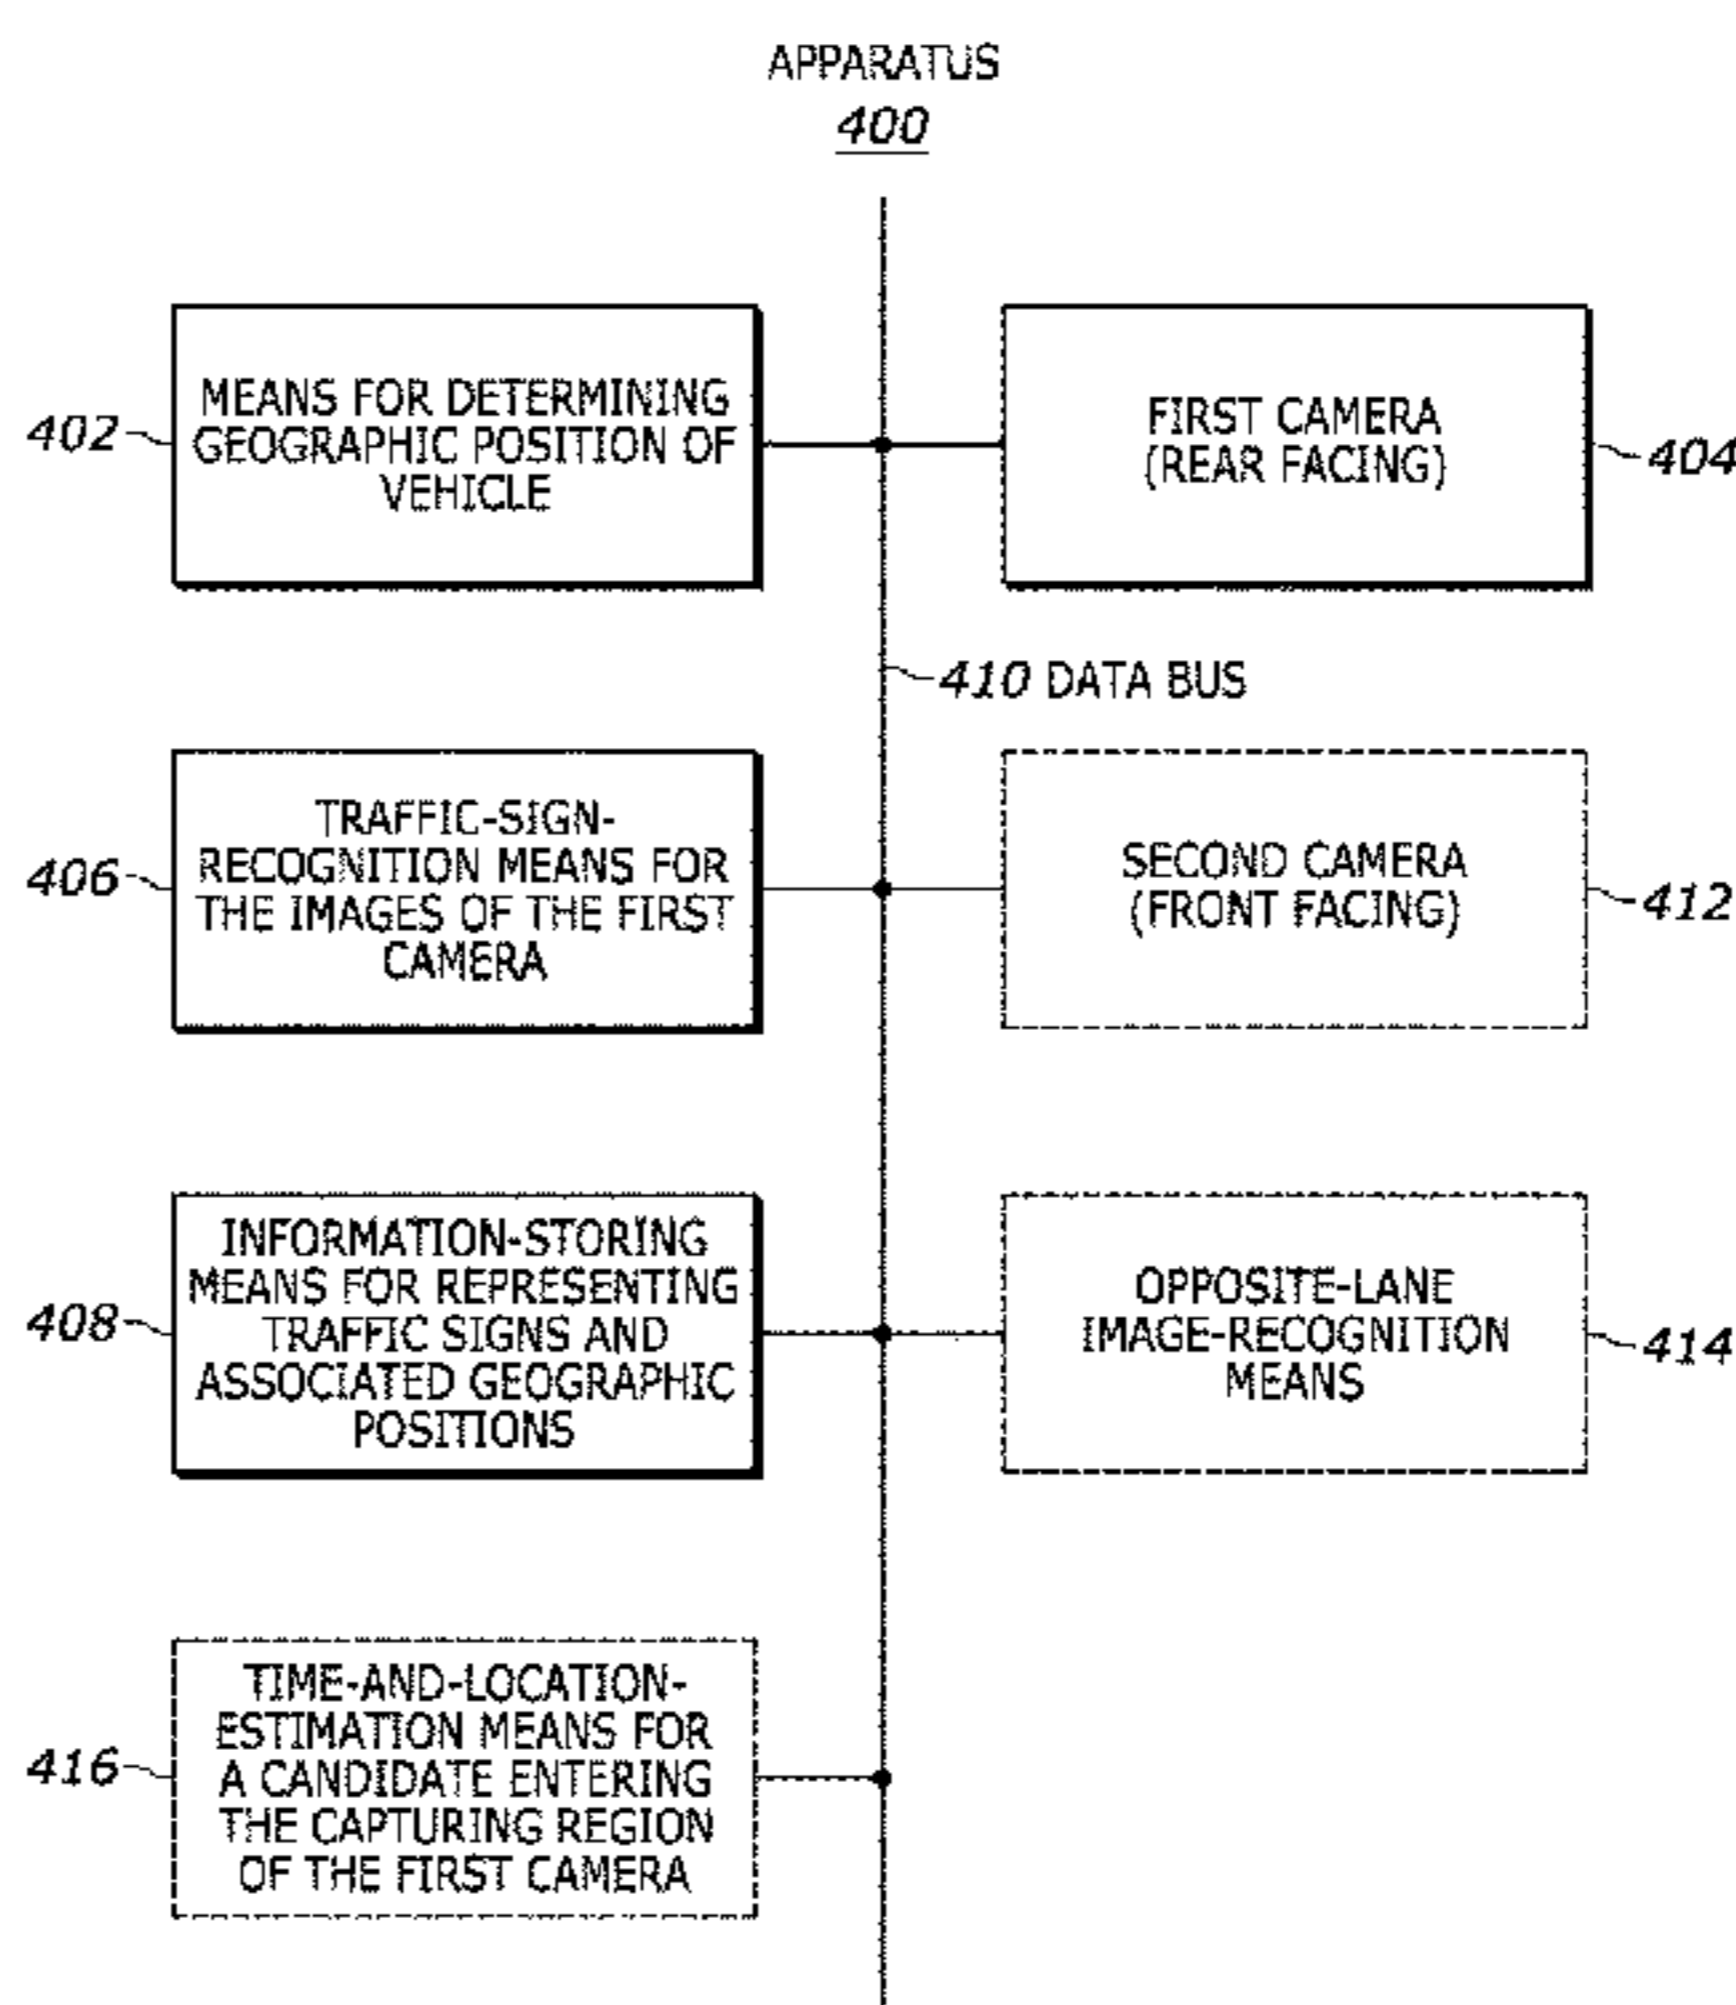 APPARATUS
400
402
MEANS FOR DETERMINING
GEOGRAPHIC POSITION OF
VEHICLE
FIRST CAMERA
(REAR FACING)
404
410 DATA BUS
406
TRAFFIC-SIGN-
RECOGNITION MEANS FOR
THE IMAGES OF THE FIRST
CAMERA
SECOND CAMERA
(FRONT FACING)
412
408
INFORMATION-STORING
MEANS FOR REPRESENTING
TRAFFIC SIGNS AND
ASSOCIATED GEOGRAPHIC
POSITIONS
OPPOSITE-LANE
IMAGE-RECOGNITION
MEANS
414
416
TIME-AND-LOCATION-
ESTIMATION MEANS FOR
A CANDIDATE ENTERING
THE CAPTURING REGION
OF THE FIRST CAMERA